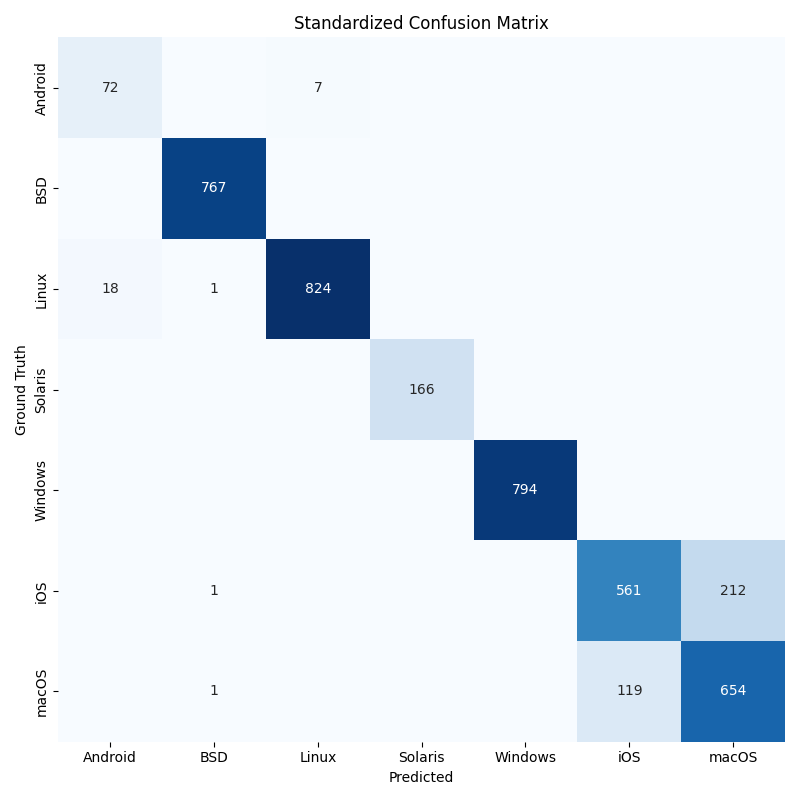 Standardized Confusion Matrix
Ground Truth
Android 72 7
BSD 767
Linux 18 1 824
Solaris 166
Windows 794
iOS 1 561 212
macOS 1 119 654
Android BSD Linux Solaris Windows iOS macOS
Predicted